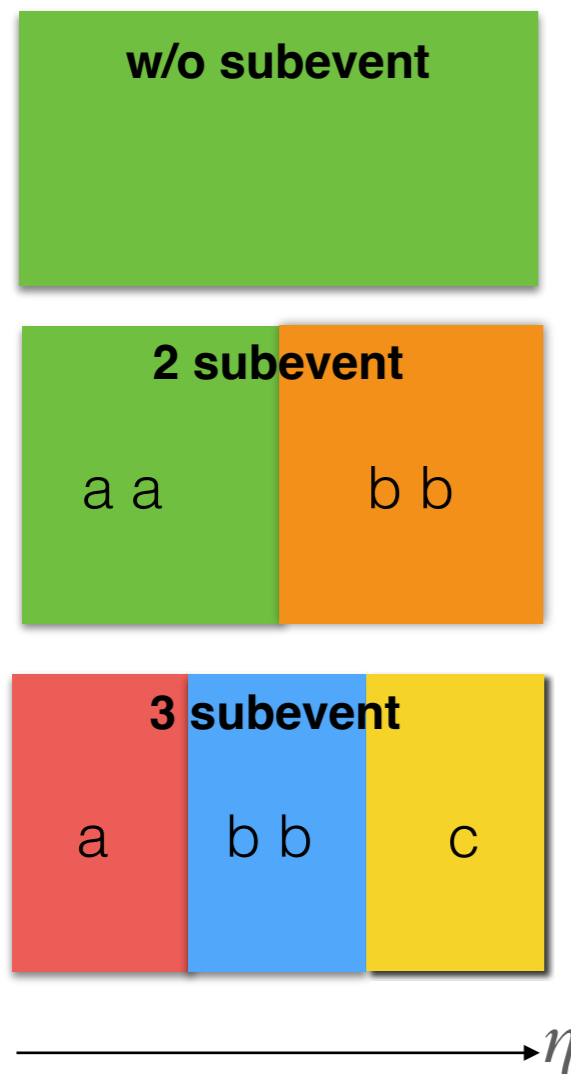 w/o subevent
2 subevent
a a b b
3 subevent
a b b c
η